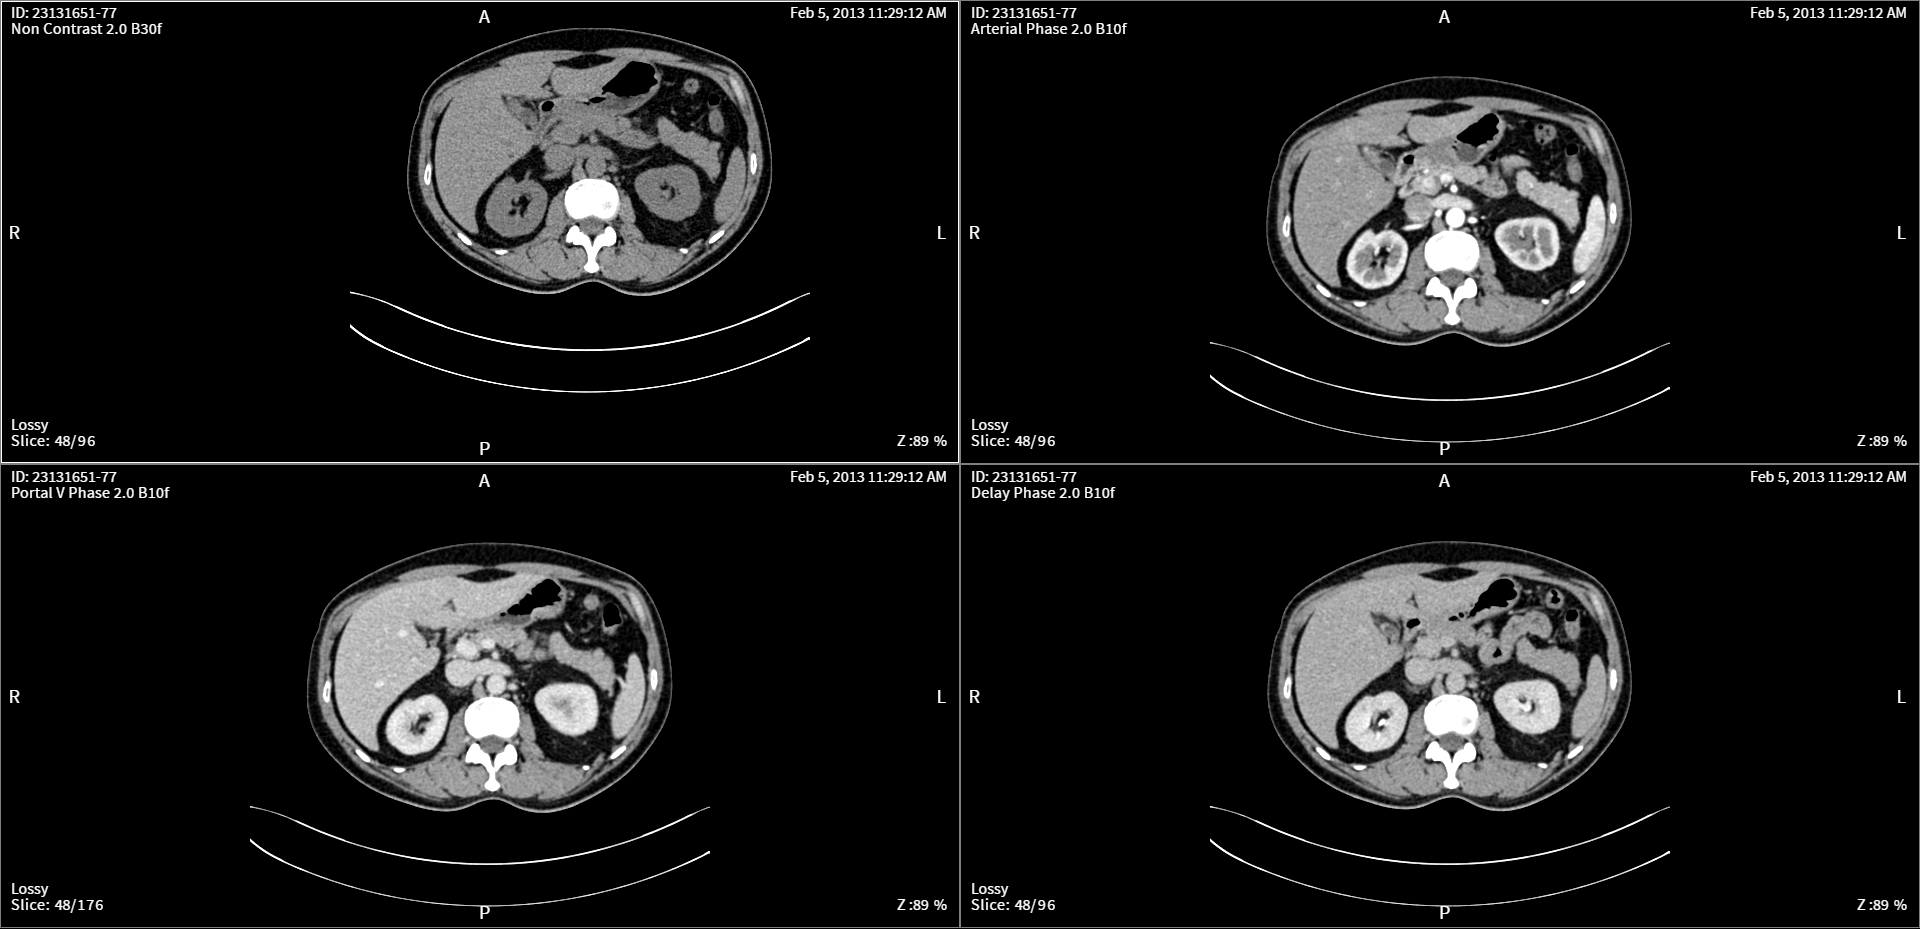 ID: 23131651-77
Non Contrast 2.0 B30f
A
Feb 5, 2013 11:29:12 AM
R
L
Lossy
Slice: 48/96
P
Z :89 %
ID: 23131651-77
Arterial Phase 2.0 B10f
A
Feb 5, 2013 11:29:12 AM
R
L
Lossy
Slice: 48/96
P
Z :89 %
ID: 23131651-77
Portal V Phase 2.0 B10f
A
Feb 5, 2013 11:29:12 AM
R
L
Lossy
Slice: 48/176
P
Z :89 %
ID: 23131651-77
Delay Phase 2.0 B10f
A
Feb 5, 2013 11:29:12 AM
R
L
Lossy
Slice: 48/96
P
Z :89 %